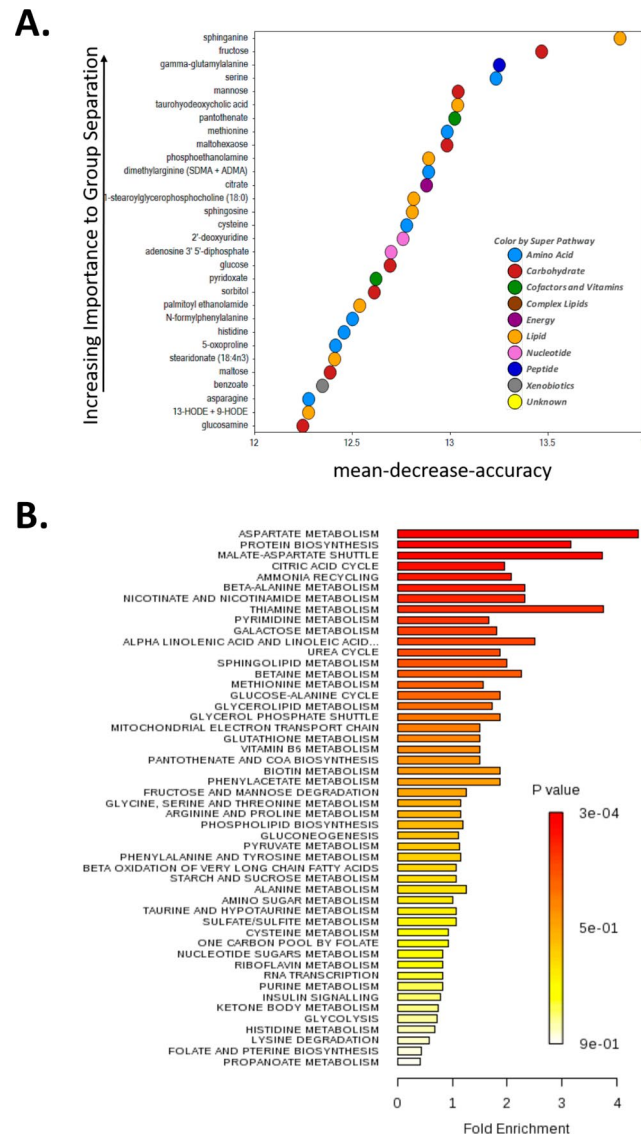 A.
Increasing Importance to Group Separation
sphinganine
fructose
gamma-glutamylalanine
serine
mannose
taurohyodeoxycholic acid
pantothenate
methionine
maltohexaose
phosphoethanolamine
dimethylarginine (SDMA + ADMA)
citrate
1-stearoylglycerophosphocholine (18:0)
sphingosine
cysteine
2'-deoxyuridine
adenosine 3' 5'-diphosphate
glucose
pyridoxate
sorbitol
palmitoyl ethanolamide
N-formylphenylalanine
histidine
5-oxoproline
stearidonate (18:4n3)
maltose
benzoate
asparagine
13-HODE + 9-HODE
glucosamine
Color by Super Pathway
Amino Acid
Carbohydrate
Cofactors and Vitamins
Complex Lipids
Energy
Lipid
Nucleotide
Peptide
Xenobiotics
Unknown
12 12.5 13 13.5
mean-decrease-accuracy
B.
ASPARTATE METABOLISM
PROTEIN BIOSYNTHESIS
MALATE-ASPARTATE SHUTTLE
CITRIC ACID CYCLE
AMMONIA RECYCLING
BETA-ALANINE METABOLISM
NICOTINATE AND NICOTINAMIDE METABOLISM
THIAMINE METABOLISM
PYRIMIDINE METABOLISM
GALACTOSE METABOLISM
ALPHA LINOLENIC ACID AND LINOLEIC ACID...
UREA CYCLE
SPHINGOLIPID METABOLISM
BETAINE METABOLISM
METHIONINE METABOLISM
GLUCOSE-ALANINE CYCLE
GLYCEROLIPID METABOLISM
GLYCEROL PHOSPHATE SHUTTLE
MITOCHONDRIAL ELECTRON TRANSPORT CHAIN
GLUTATHIONE METABOLISM
VITAMIN B6 METABOLISM
PANTOTHENATE AND COA BIOSYNTHESIS
BIOTIN METABOLISM
PHENYLACETATE METABOLISM
FRUCTOSE AND MANNOSE DEGRADATION
GLYCINE, SERINE AND THREONINE METABOLISM
ARGININE AND PROLINE METABOLISM
PHOSPHOLIPID BIOSYNTHESIS
GLUCONEOGENESIS
PYRUVATE METABOLISM
PHENYLALANINE AND TYROSINE METABOLISM
BETA OXIDATION OF VERY LONG CHAIN FATTY ACIDS
STARCH AND SUCROSE METABOLISM
ALANINE METABOLISM
AMINO SUGAR METABOLISM
TAURINE AND HYPOTAURINE METABOLISM
SULFATE/SULFITE METABOLISM
CYSTEINE METABOLISM
ONE CARBON POOL BY FOLATE
NUCLEOTIDE SUGARS METABOLISM
RIBOFLAVIN METABOLISM
RNA TRANSCRIPTION
PURINE METABOLISM
INSULIN SIGNALLING
KETONE BODY METABOLISM
GLYCOLYSIS
HISTIDINE METABOLISM
LYSINE DEGRADATION
FOLATE AND PTERINE BIOSYNTHESIS
PROPANOATE METABOLISM
P value
3e-04
5e-01
9e-01
0 1 2 3 4
Fold Enrichment